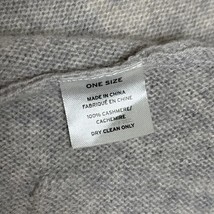 ONE SIZE
MADE IN CHINA
FABRIQUÉ EN CHINE
100% CASHMERE/
CACHEMIRE
DRY CLEAN ONLY